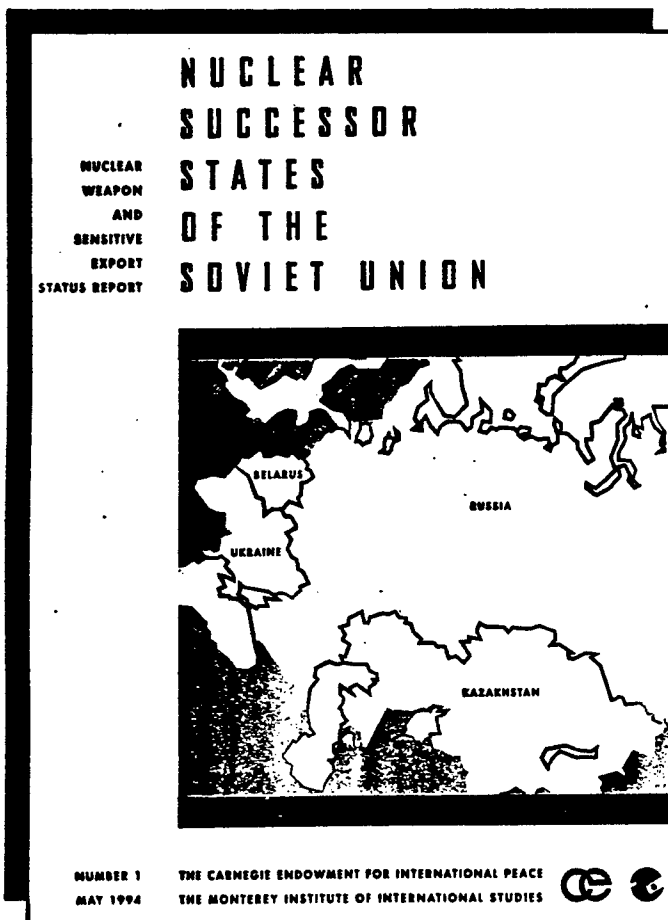 NUCLEAR
SUCCESSOR
STATES
OF THE
SOVIET UNION
NUCLEAR
WEAPON
AND
SENSITIVE
EXPORT
STATUS REPORT
BELARUS
RUSSIA
UKRAINE
KAZAKHSTAN
NUMBER 1
MAY 1994
THE CARNEGIE ENDOWMENT FOR INTERNATIONAL PEACE
THE MONTEREY INSTITUTE OF INTERNATIONAL STUDIES
ce